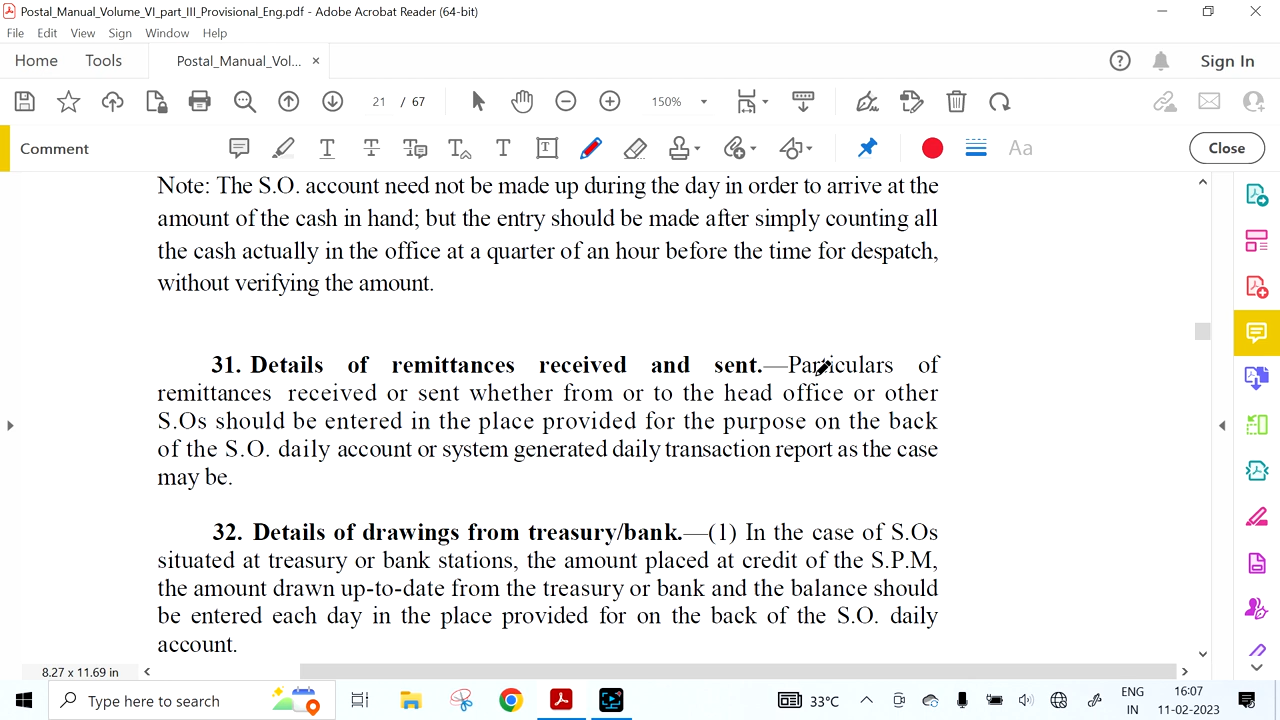 Postal_Manual_Volume_VI_part_III_Provisional_Eng.pdf - Adobe Acrobat Reader (64-bit)
File Edit View Sign Window Help
Home Tools Postal_Manual_Vol... × Sign In
21 / 67 150%
Comment Aa Close
Note: The S.O. account need not be made up during the day in order to arrive at the
amount of the cash in hand; but the entry should be made after simply counting all
the cash actually in the office at a quarter of an hour before the time for despatch,
without verifying the amount.
31. Details of remittances received and sent.—Particulars of
remittances received or sent whether from or to the head office or other
S.Os should be entered in the place provided for the purpose on the back
of the S.O. daily account or system generated daily transaction report as the case
may be.
32. Details of drawings from treasury/bank.—(1) In the case of S.Os
situated at treasury or bank stations, the amount placed at credit of the S.P.M,
the amount drawn up-to-date from the treasury or bank and the balance should
be entered each day in the place provided for on the back of the S.O. daily
account.
8.27 x 11.69 in
Type here to search 33°C ENG 16:07
IN 11-02-2023